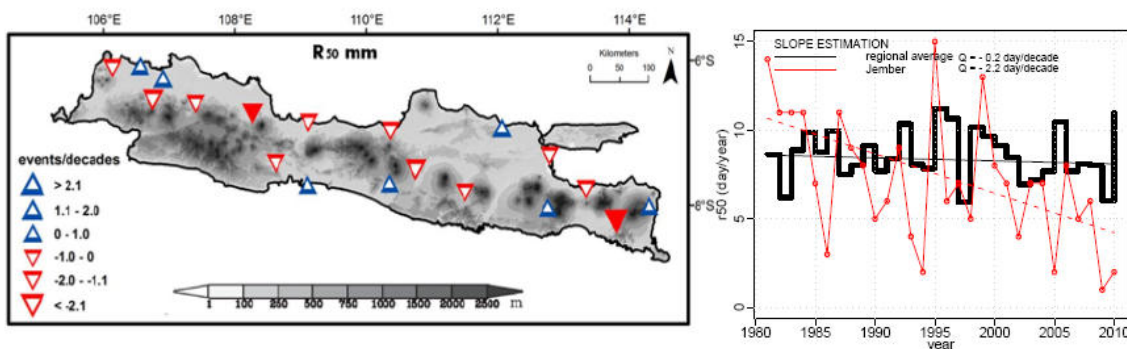 106°E 108°E 110°E 112°E 114°E
R50 mm
Kilometers
0 50 100
N
6°S
6°S
events/decades
> 2.1
1.1 - 2.0
0 - 1.0
-1.0 - 0
-2.0 - -1.1
< -2.1
1 100 250 500 750 1000 1500 2000 2500 m
SLOPE ESTIMATION
regional average Q = - 0.2 day/decade
Jember Q = - 2.2 day/decade
r50 (day/year)
15
10
5
0
1980 1985 1990 1995 2000 2005 2010
year